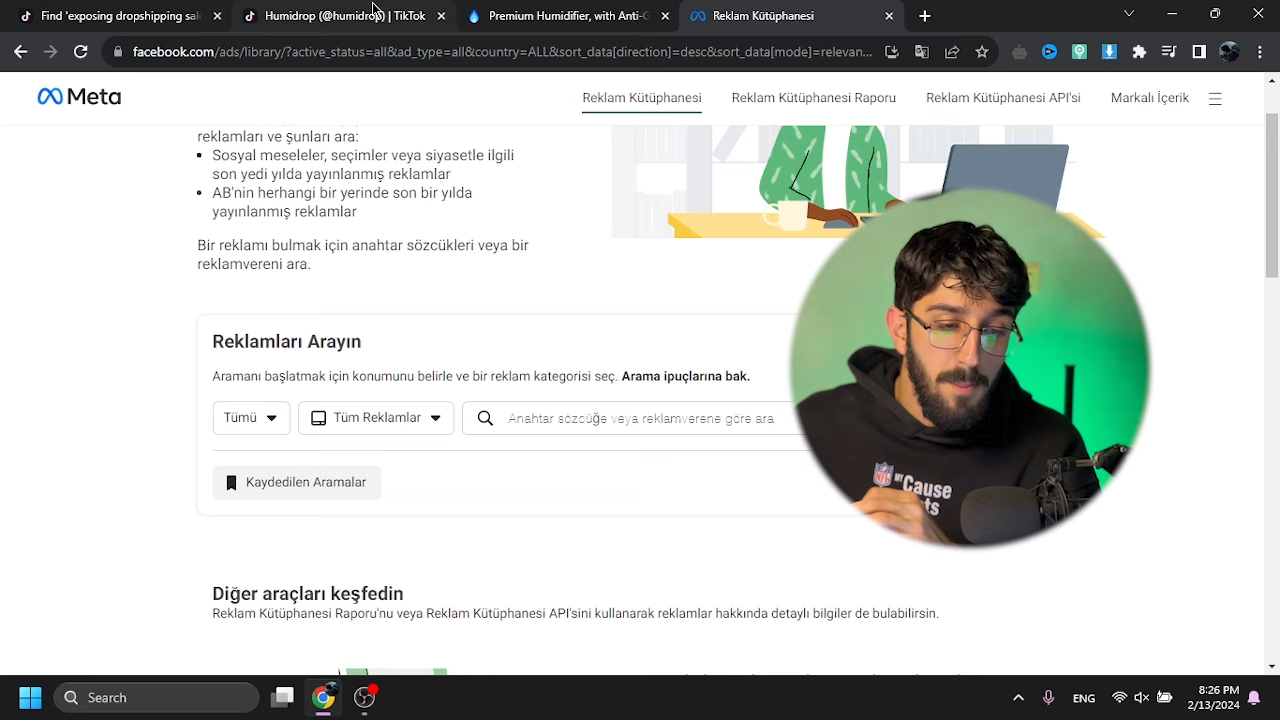 Find 'exposing dropshipping sal
Humidrop (@humidrop) | TikTok
Premium Humidifier, with Anti-G
Reklam Kütüphanesi
facebook.com/ads/library/?active_status=all&ad_type=all&country=ALL&sort_data[direction]=desc&sort_data[mode]=relevan...
Meta
Reklam Kütüphanesi
Reklam Kütüphanesi Raporu
Reklam Kütüphanesi API'si
Markalı İçerik
reklamları ve şunları ara:
• Sosyal meseleler, seçimler veya siyasetle ilgili
son yedi yılda yayınlanmış reklamlar
• AB'nin herhangi bir yerinde son bir yılda
yayınlanmış reklamlar
Bir reklamı bulmak için anahtar sözcükleri veya bir
reklamvereni ara.
Reklamları Arayın
Aramanı başlatmak için konumunu belirle ve bir reklam kategorisi seç. Arama ipuçlarına bak.
Tümü
Tüm Reklamlar
Anahtar sözcüğe veya reklamverene göre ara
Kaydedilen Aramalar
NFL
MY
Cause
Diğer araçları keşfedin
Reklam Kütüphanesi Raporu'nu veya Reklam Kütüphanesi API'sini kullanarak reklamlar hakkında detaylı bilgiler de bulabilirsin.
Search
ENG
8:26 PM
2/13/2024